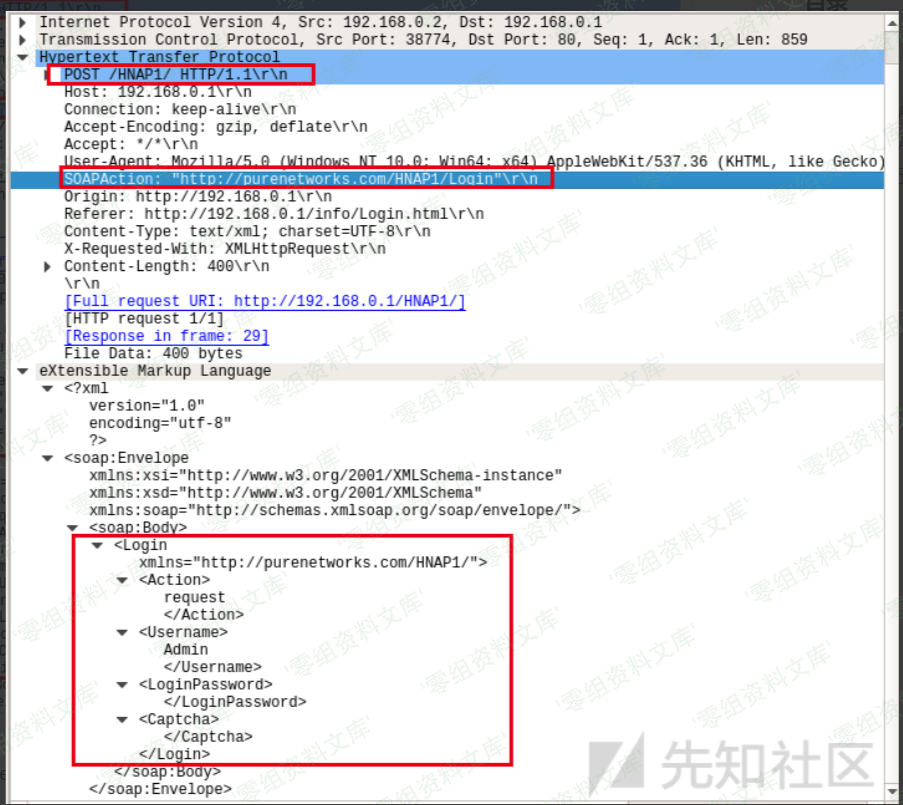 Internet Protocol Version 4, Src: 192.168.0.2, Dst: 192.168.0.1
Transmission Control Protocol, Src Port: 38774, Dst Port: 80, Seq: 1, Ack: 1, Len: 859
Hypertext Transfer Protocol
POST /HNAP1/ HTTP/1.1\r\n
Host: 192.168.0.1\r\n
Connection: keep-alive\r\n
Accept-Encoding: gzip, deflate\r\n
Accept: */*\r\n
User-Agent: Mozilla/5.0 (Windows NT 10.0; Win64; x64) AppleWebKit/537.36 (KHTML, like Gecko)
SOAPAction: "http://purenetworks.com/HNAP1/Login"\r\n
Origin: http://192.168.0.1\r\n
Referer: http://192.168.0.1/info/Login.html\r\n
Content-Type: text/xml; charset=UTF-8\r\n
X-Requested-With: XMLHttpRequest\r\n
Content-Length: 400\r\n
\r\n
[Full request URI: http://192.168.0.1/HNAP1/]
[HTTP request 1/1]
[Response in frame: 29]
File Data: 400 bytes
eXtensible Markup Language
<?xml
version="1.0"
encoding="utf-8"
?>
<soap:Envelope
xmlns:xsi="http://www.w3.org/2001/XMLSchema-instance"
xmlns:xsd="http://www.w3.org/2001/XMLSchema"
xmlns:soap="http://schemas.xmlsoap.org/soap/envelope/">
<soap:Body>
<Login
xmlns="http://purenetworks.com/HNAP1/">
<Action>
request
</Action>
<Username>
Admin
</Username>
<LoginPassword>
</LoginPassword>
<Captcha>
</Captcha>
</Login>
</soap:Body>
</soap:Envelope>
零组资料文库
先知社区